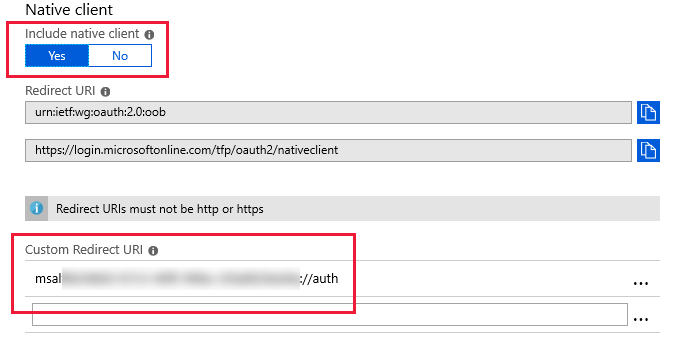 Native client
Include native client
Yes No
Redirect URI
urn:ietf:wg:oauth:2.0:oob
https://login.microsoftonline.com/tfp/oauth2/nativeclient
Redirect URIs must not be http or https
Custom Redirect URI
msal ://auth